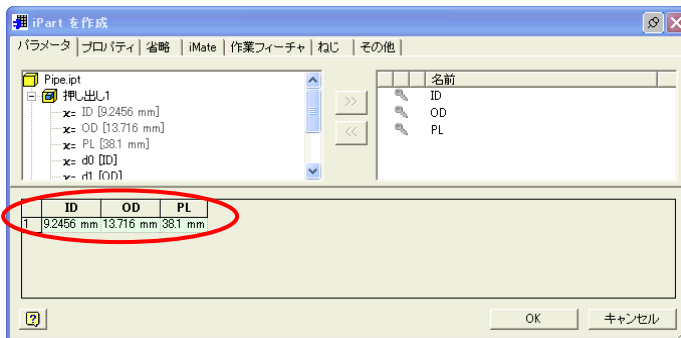 iPart を作成
パラメータ プロパティ 省略 iMate 作業フィーチャ ねじ その他
Pipe.ipt
押し出し1
x= ID [9.2456 mm]
x= OD [13.716 mm]
x= PL [38.1 mm]
x= d0 [ID]
x= d1 [OD]
>>
<<
名前
ID
OD
PL
ID OD PL
1 9.2456 mm 13.716 mm 38.1 mm
?
OK キャンセル